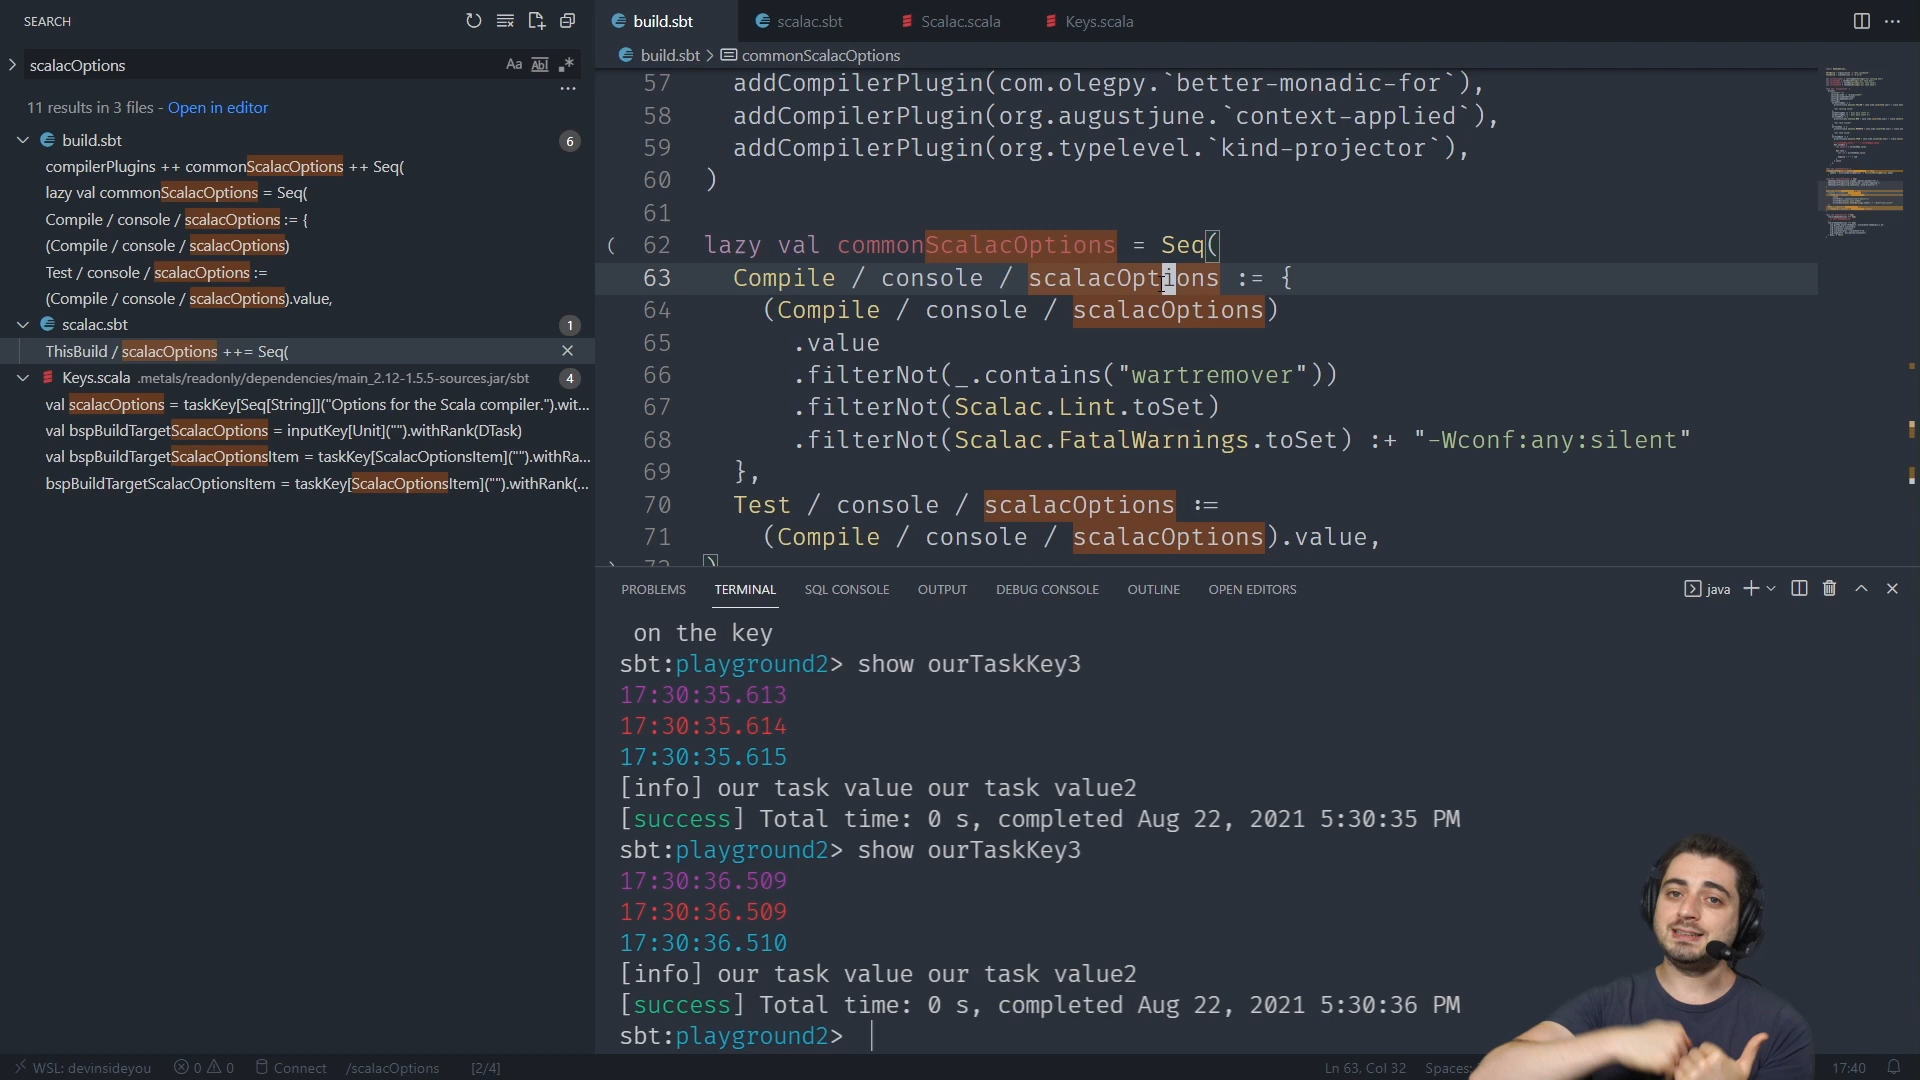 SEARCH
scalacOptions
Aa Abl
11 results in 3 files - Open in editor
build.sbt 6
compilerPlugins ++ commonScalacOptions ++ Seq(
lazy val commonScalacOptions = Seq(
Compile / console / scalacOptions := {
(Compile / console / scalacOptions)
Test / console / scalacOptions :=
(Compile / console / scalacOptions).value,
scalac.sbt 1
ThisBuild / scalacOptions ++= Seq(
Keys.scala .metals/readonly/dependencies/main_2.12-1.5.5-sources.jar/sbt 4
val scalacOptions = taskKey[Seq[String]]("Options for the Scala compiler.").wit...
val bspBuildTargetScalacOptions = inputKey[Unit]("").withRank(DTask)
val bspBuildTargetScalacOptionsItem = taskKey[ScalacOptionsItem]("").withRa...
bspBuildTargetScalacOptionsItem = taskKey[ScalacOptionsItem]("").withRank(...
build.sbt scalac.sbt Scalac.scala Keys.scala
build.sbt > commonScalacOptions
57 addCompilerPlugin(com.olegpy.`better-monadic-for`),
58 addCompilerPlugin(org.augustjune.`context-applied`),
59 addCompilerPlugin(org.typelevel.`kind-projector`),
60 )
61
( 62 lazy val commonScalacOptions = Seq(
63 Compile / console / scalacOptions := {
64 (Compile / console / scalacOptions)
65 .value
66 .filterNot(_.contains("wartremover"))
67 .filterNot(Scalac.Lint.toSet)
68 .filterNot(Scalac.FatalWarnings.toSet) :+ "-Wconf:any:silent"
69 },
70 Test / console / scalacOptions :=
71 (Compile / console / scalacOptions).value,
72 )
PROBLEMS TERMINAL SQL CONSOLE OUTPUT DEBUG CONSOLE OUTLINE OPEN EDITORS java
on the key
sbt:playground2> show ourTaskKey3
17:30:35.613
17:30:35.614
17:30:35.615
[info] our task value our task value2
[success] Total time: 0 s, completed Aug 22, 2021 5:30:35 PM
sbt:playground2> show ourTaskKey3
17:30:36.509
17:30:36.509
17:30:36.510
[info] our task value our task value2
[success] Total time: 0 s, completed Aug 22, 2021 5:30:36 PM
sbt:playground2>
WSL: devinsideyou 0 0 Connect /scalacOptions [2/4] Ln 63, Col 32 Spaces: 17:40